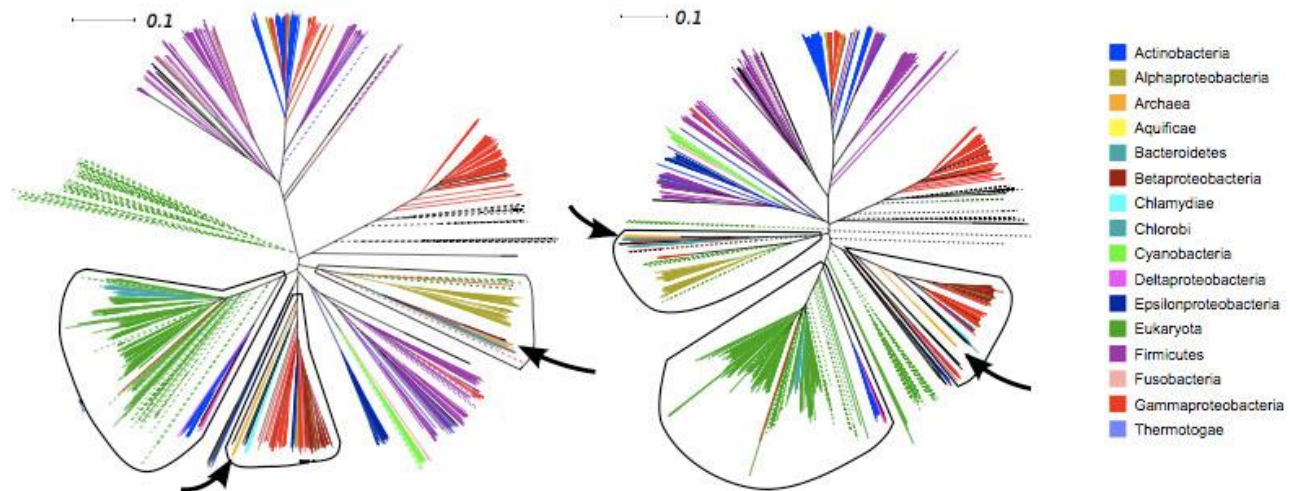 0.1
0.1
Actinobacteria
Alphaproteobacteria
Archaea
Aquificae
Bacteroidetes
Betaproteobacteria
Chlamydiae
Chlorobi
Cyanobacteria
Deltaproteobacteria
Epsilonproteobacteria
Eukaryota
Firmicutes
Fusobacteria
Gammaproteobacteria
Thermotogae